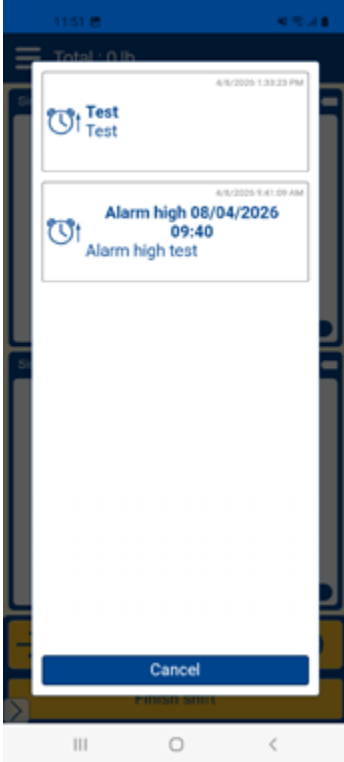 11:51
Total : 0 lb
4/8/2026 1:33:23 PM
Test
Test
4/8/2026 9:41:09 AM
Alarm high 08/04/2026
09:40
Alarm high test
Cancel
Finish shift